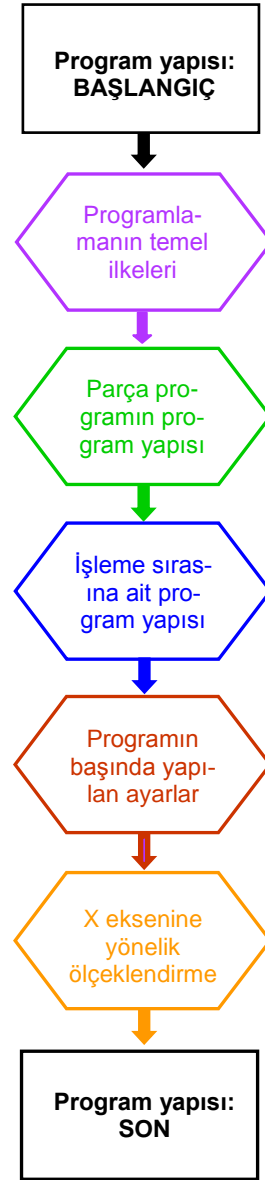 Program yapısı:
BAŞLANGIÇ
Programla-
manın temel
ilkeleri
Parça pro-
gramın pro-
gram yapısı
İşleme sıras-
ına ait pro-
gram yapısı
Programın
başında yapı-
lan ayarlar
X eksenine
yönelik
ölçeklendirme
Program yapısı:
SON